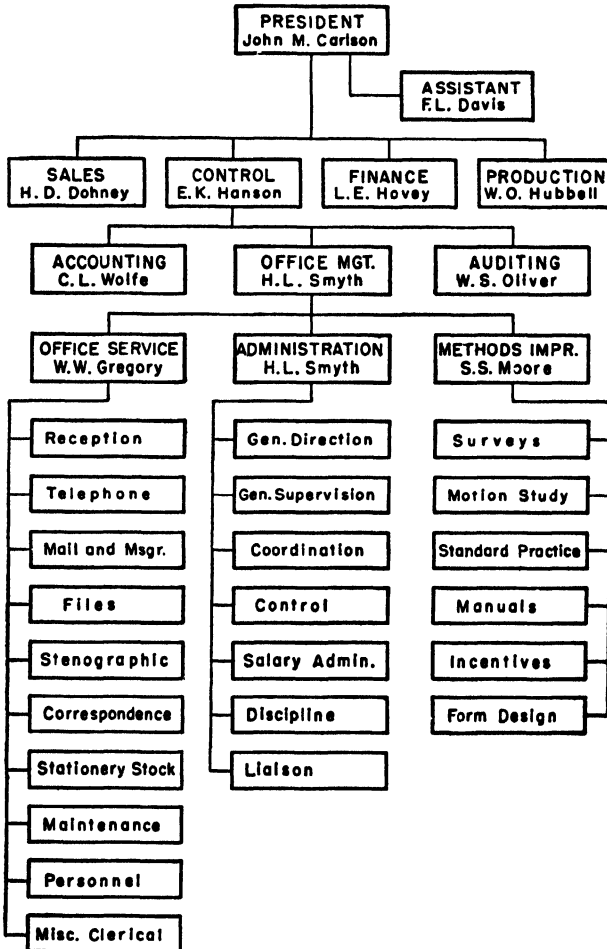 PRESIDENT
John M. Carlson
ASSISTANT
F.L. Davis
SALES
H. D. Dohney
CONTROL
E.K. Hanson
FINANCE
L.E. Hovey
PRODUCTION
W.O. Hubbell
ACCOUNTING
C.L. Wolfe
OFFICE MGT.
H.L. Smyth
AUDITING
W.S. Oliver
OFFICE SERVICE
W.W. Gregory
ADMINISTRATION
H.L. Smyth
METHODS IMPR.
S.S. Moore
Reception
Telephone
Mail and Msgr.
Files
Stenographic
Correspondence
Stationery Stock
Maintenance
Personnel
Misc. Clerical
Gen. Direction
Gen. Supervision
Coordination
Control
Salary Admin.
Discipline
Liaison
Surveys
Motion Study
Standard Practice
Manuals
Incentives
Form Design